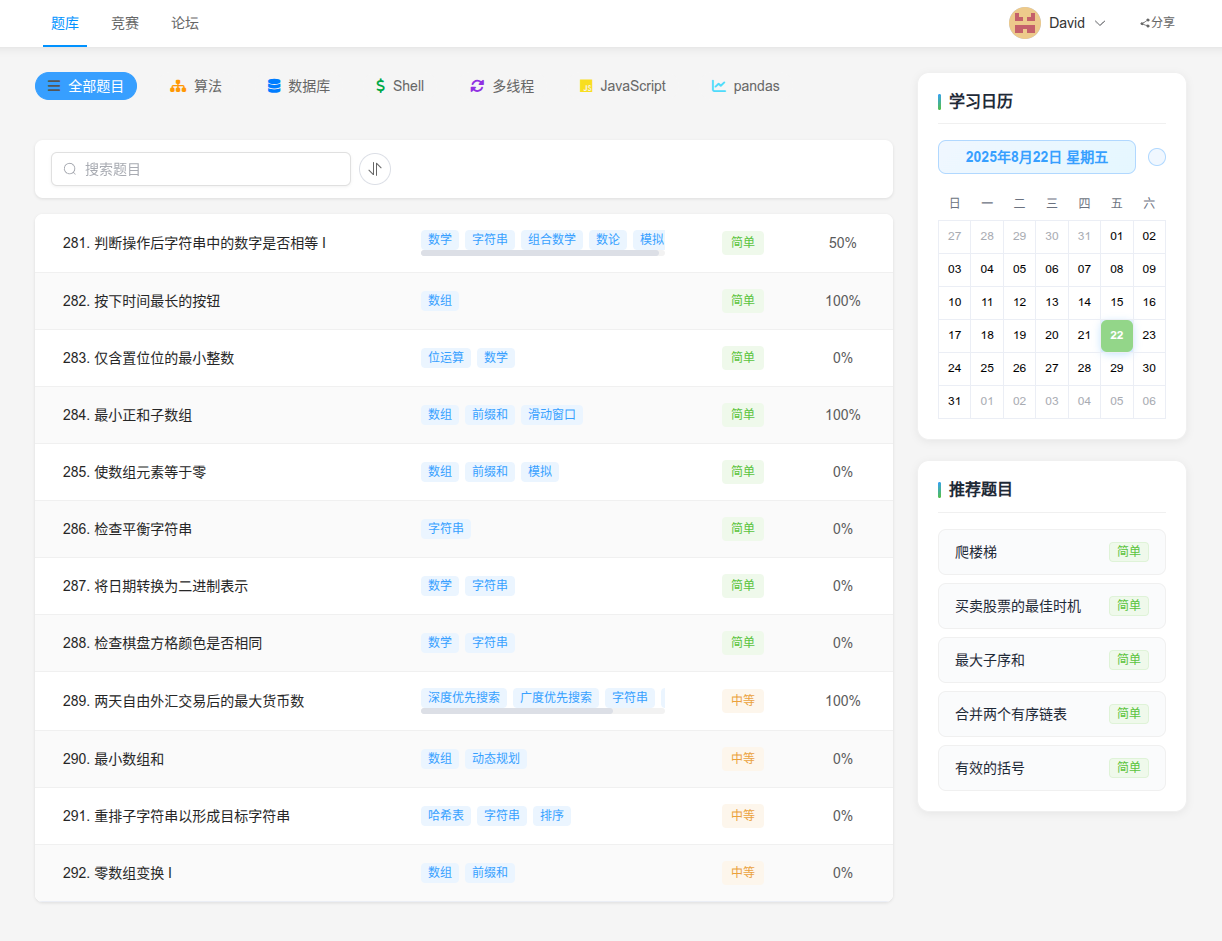 题库 竞赛 论坛 David 分享
全部题目 算法 数据库 Shell 多线程 JavaScript pandas
搜索题目
281. 判断操作后字符串中的数字是否相等 I 数学 字符串 组合数学 数论 模拟 简单 50%
282. 按下时间最长的按钮 数组 简单 100%
283. 仅含置位位的最小整数 位运算 数学 简单 0%
284. 最小正和子数组 数组 前缀和 滑动窗口 简单 100%
285. 使数组元素等于零 数组 前缀和 模拟 简单 0%
286. 检查平衡字符串 字符串 简单 0%
287. 将日期转换为二进制表示 数学 字符串 简单 0%
288. 检查棋盘方格颜色是否相同 数学 字符串 简单 0%
289. 两天自由外汇交易后的最大货币数 深度优先搜索 广度优先搜索 字符串 中等 100%
290. 最小数组和 数组 动态规划 中等 0%
291. 重排子字符串以形成目标字符串 哈希表 字符串 排序 中等 0%
292. 零数组变换 I 数组 前缀和 中等 0%
学习日历
2025年8月22日 星期五
日 一 二 三 四 五 六
27 28 29 30 31 01 02
03 04 05 06 07 08 09
10 11 12 13 14 15 16
17 18 19 20 21 22 23
24 25 26 27 28 29 30
31 01 02 03 04 05 06
推荐题目
爬楼梯 简单
买卖股票的最佳时机 简单
最大子序和 简单
合并两个有序链表 简单
有效的括号 简单